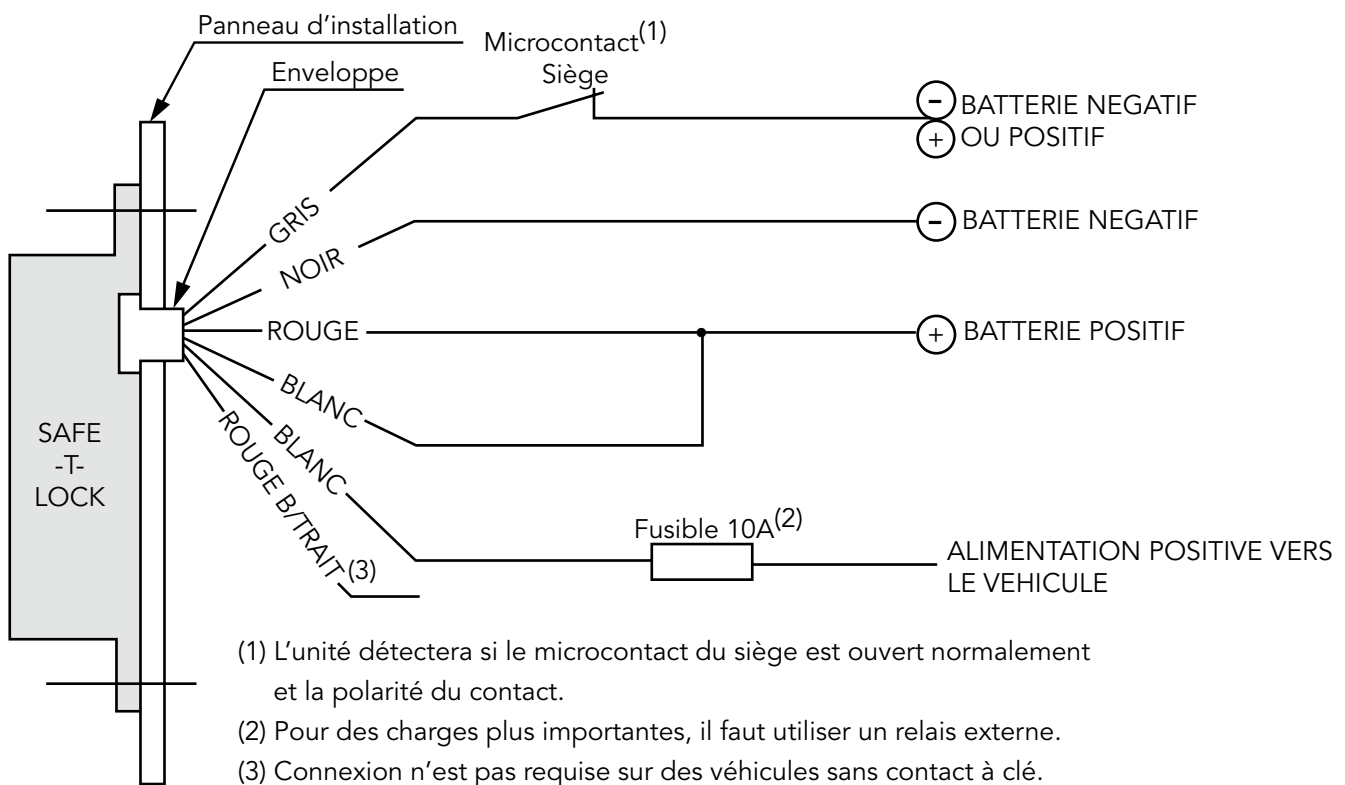 Panneau d'installation
Microcontact(1)
Siège
Enveloppe
- BATTERIE NEGATIF
+ OU POSITIF
GRIS
- BATTERIE NEGATIF
NOIR
ROUGE
+ BATTERIE POSITIF
BLANC
BLANC
ROUGE B/TRAIT (3)
SAFE
-T-
LOCK
Fusible 10A(2)
ALIMENTATION POSITIVE VERS
LE VEHICULE
(1) L'unité détectera si le microcontact du siège est ouvert normalement
et la polarité du contact.
(2) Pour des charges plus importantes, il faut utiliser un relais externe.
(3) Connexion n'est pas requise sur des véhicules sans contact à clé.